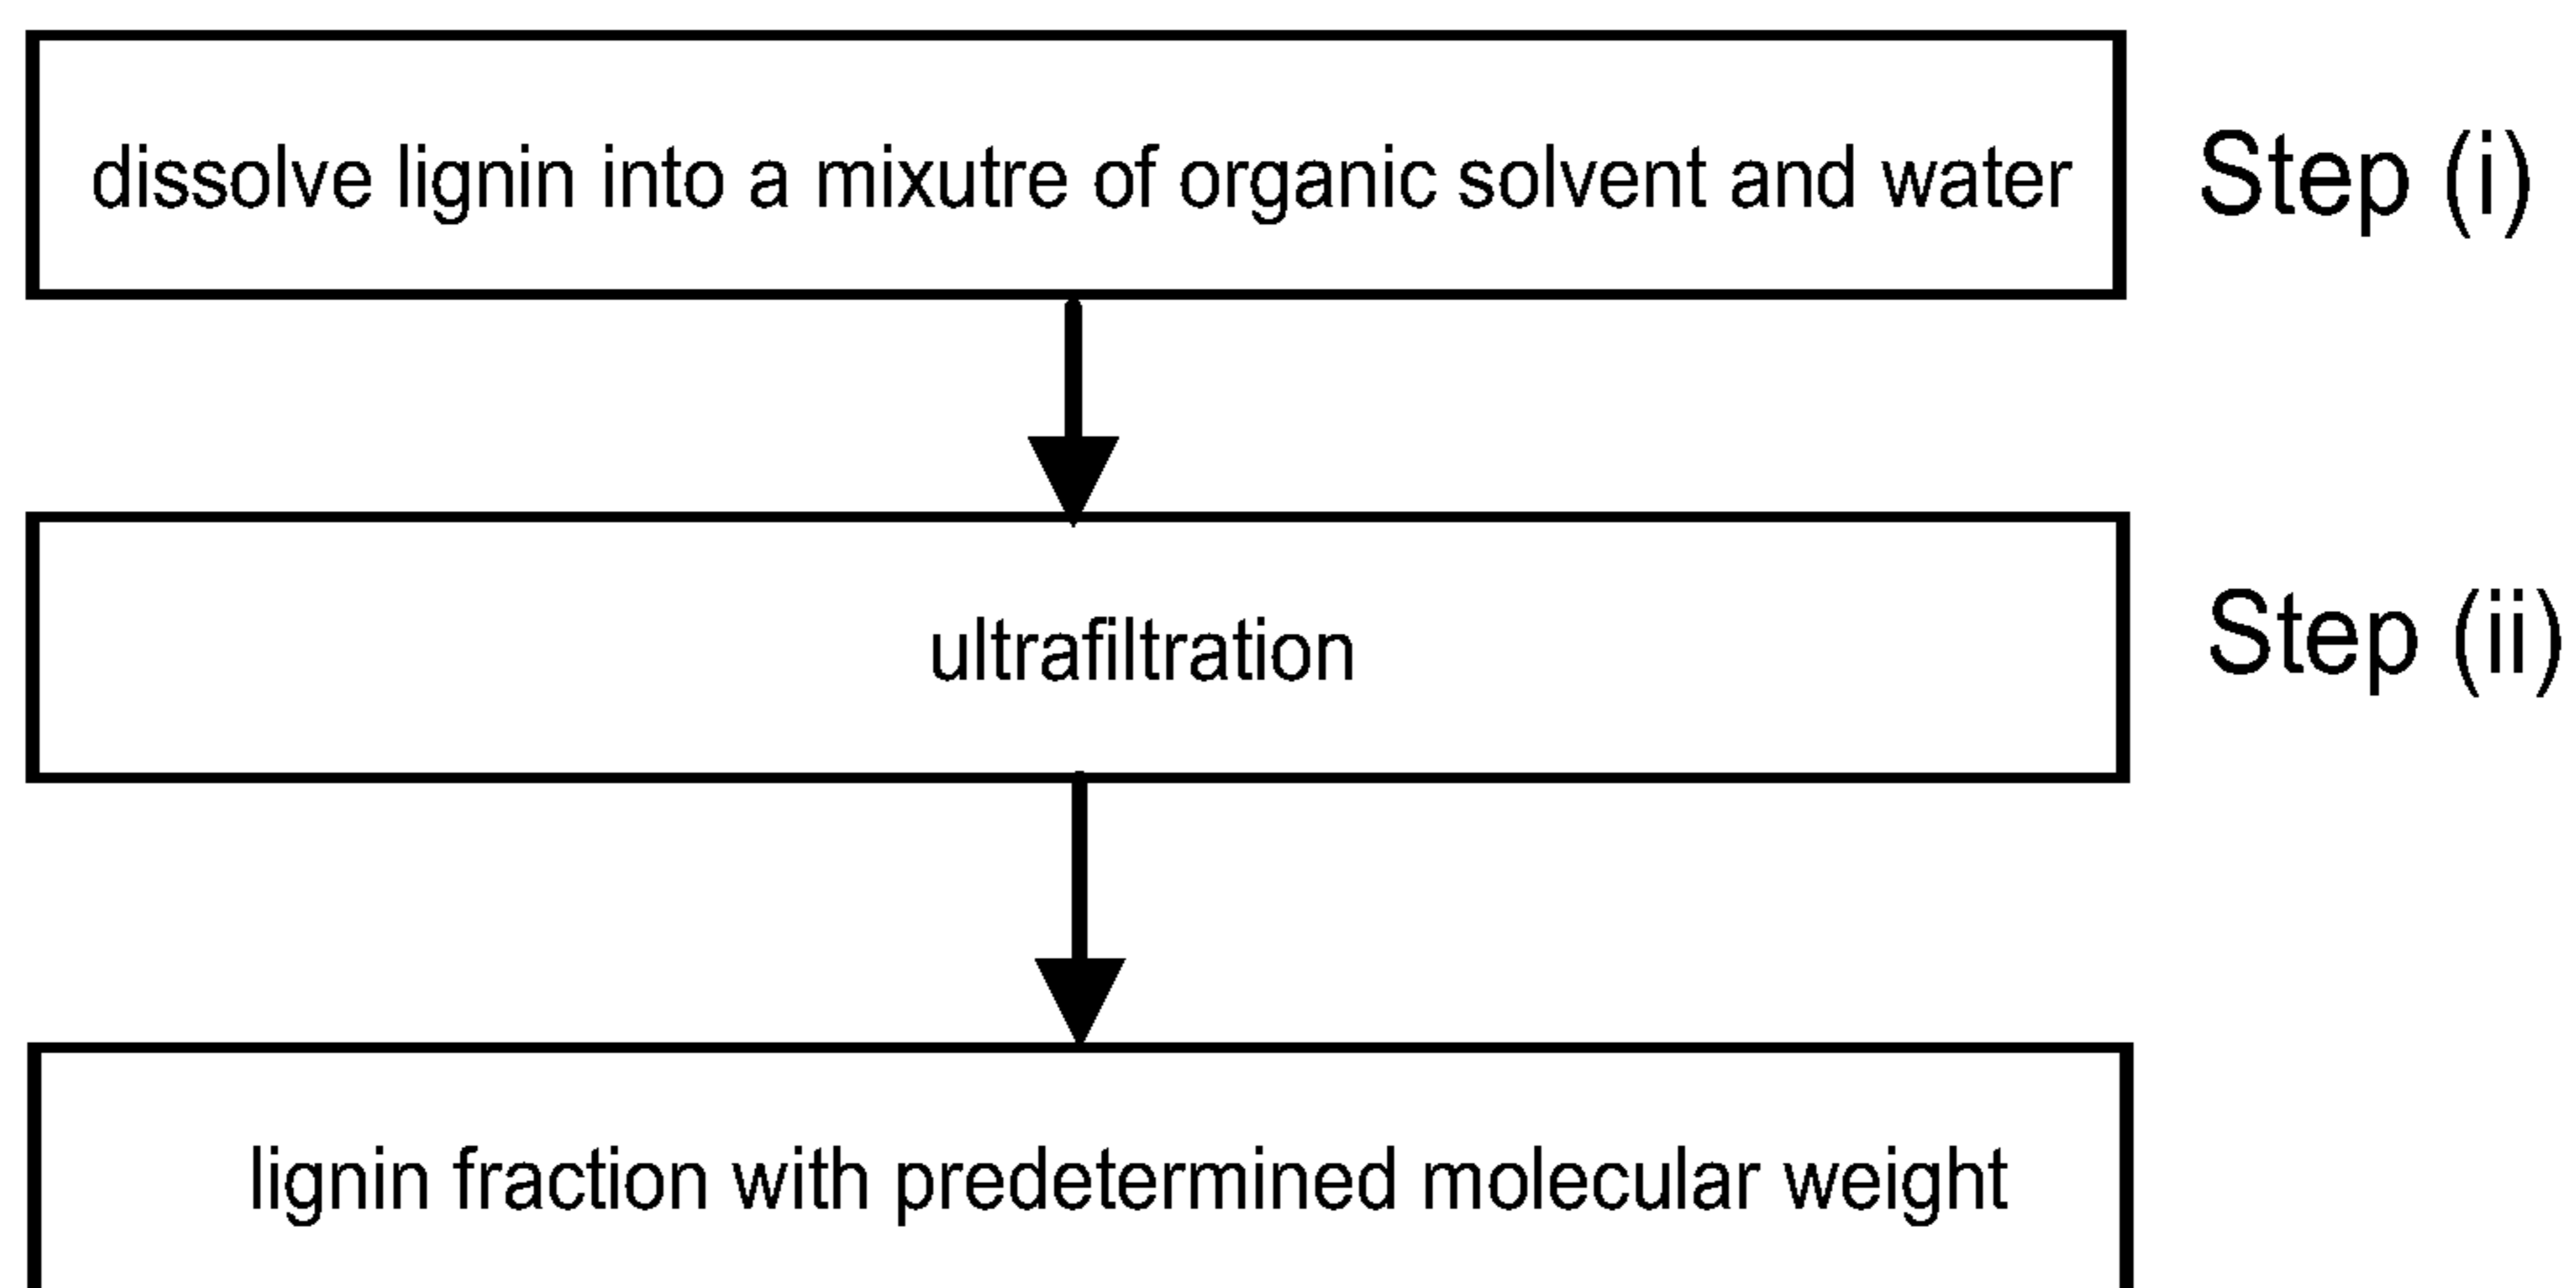 dissolve lignin into a mixutre of organic solvent and water
Step (i)
ultrafiltration
Step (ii)
lignin fraction with predetermined molecular weight